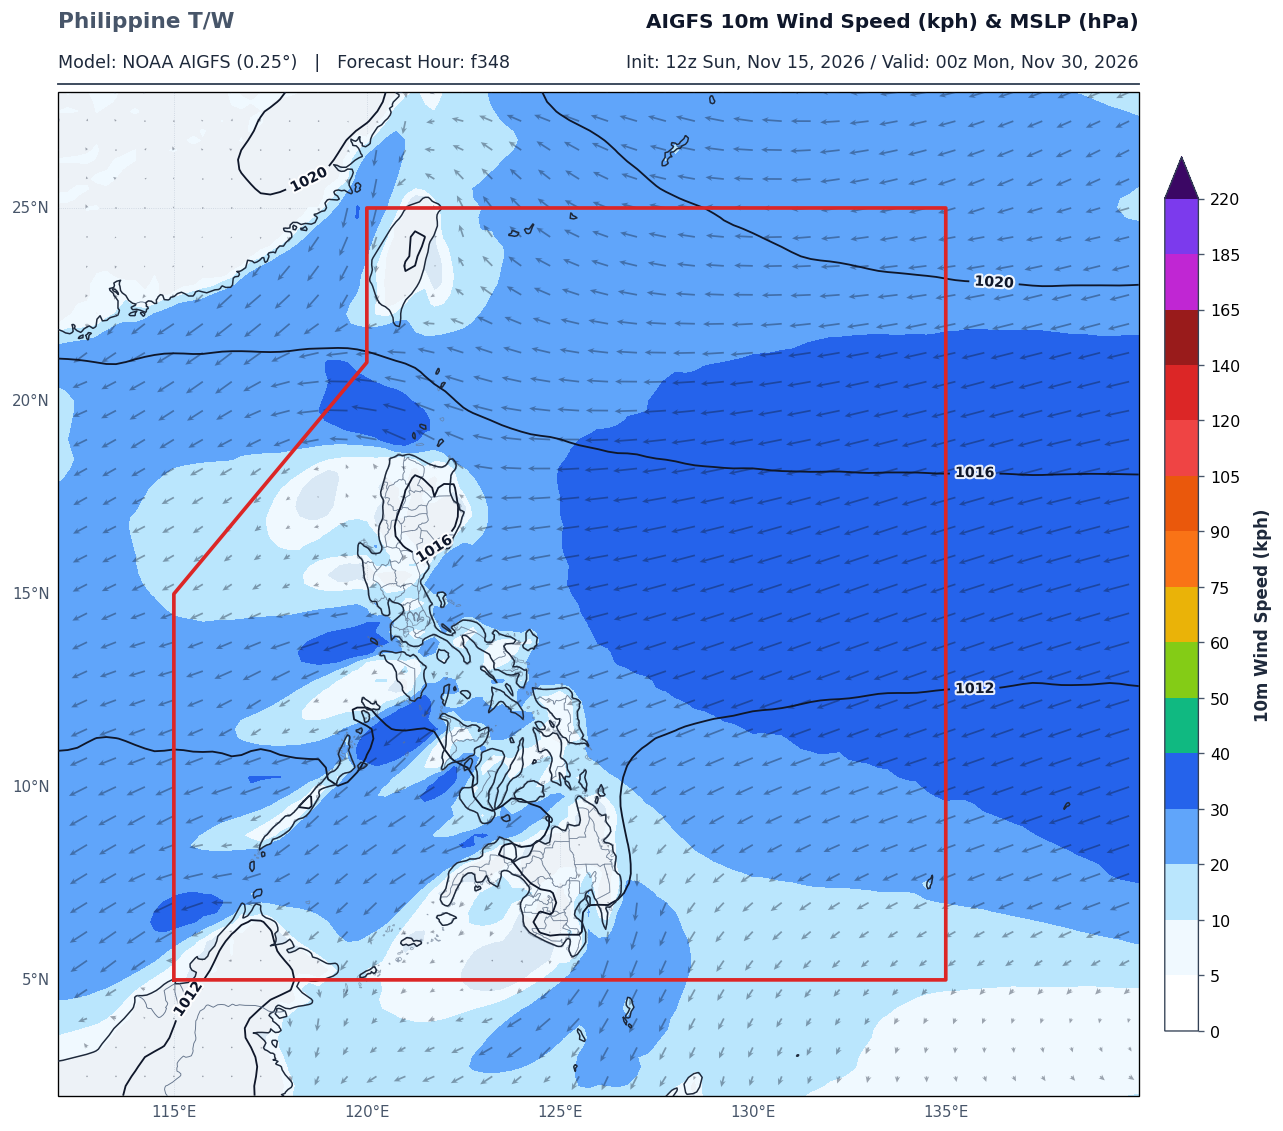 Philippine T/W
AIGFS 10m Wind Speed (kph) & MSLP (hPa)
Model: NOAA AIGFS (0.25°) | Forecast Hour: f348
Init: 12z Sun, Nov 15, 2026 / Valid: 00z Mon, Nov 30, 2026
1020
1020
1016
1016
1012
1012
25°N
20°N
15°N
10°N
5°N
115°E
120°E
125°E
130°E
135°E
220
185
165
140
120
105
90
75
60
50
40
30
20
10
5
0
10m Wind Speed (kph)